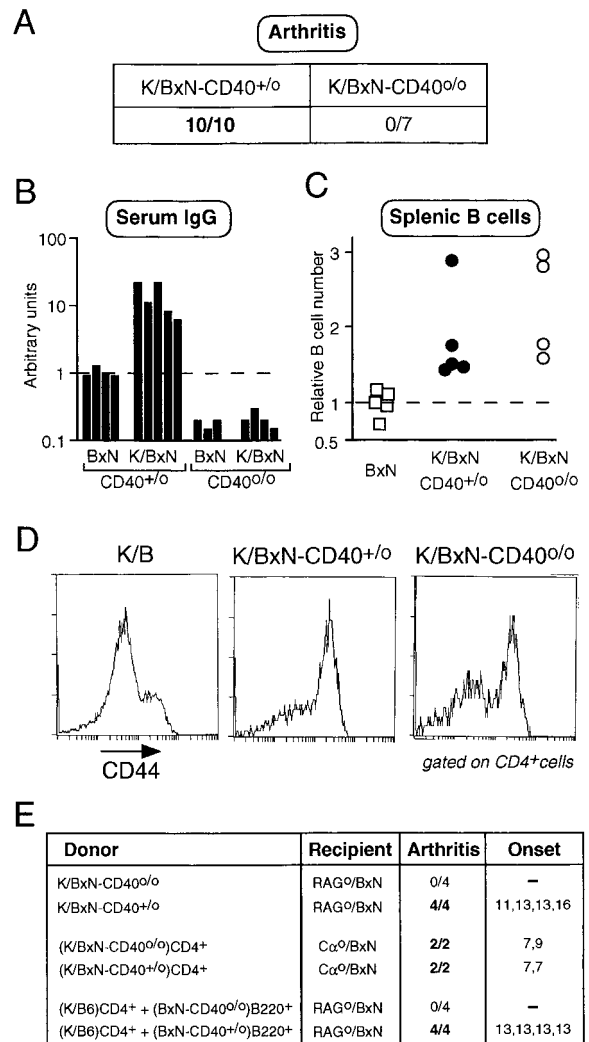 A
Arthritis
K/BxN-CD40+/o K/BxN-CD40o/o
10/10 0/7
B
Serum IgG
Arbitrary units
100
10
1
0.1
BxN K/BxN BxN K/BxN
CD40+/o CD40o/o
C
Splenic B cells
Relative B cell number
3
2
1
0.5
BxN K/BxN K/BxN
CD40+/o CD40o/o
D
K/B K/BxN-CD40+/o K/BxN-CD40o/o
CD44
gated on CD4+cells
E
Donor Recipient Arthritis Onset
K/BxN-CD40o/o RAGo/BxN 0/4 –
K/BxN-CD40+/o RAGo/BxN 4/4 11,13,13,16
(K/BxN-CD40o/o)CD4+ Cαo/BxN 2/2 7,9
(K/BxN-CD40+/o)CD4+ Cαo/BxN 2/2 7,7
(K/B6)CD4+ + (BxN-CD40o/o)B220+ RAGo/BxN 0/4 –
(K/B6)CD4+ + (BxN-CD40+/o)B220+ RAGo/BxN 4/4 13,13,13,13